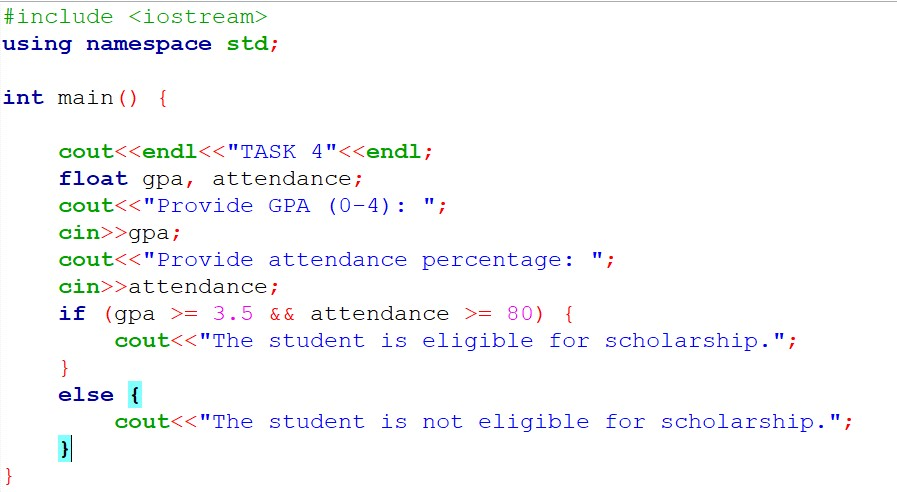 #include <iostream>
using namespace std;
int main() {
cout<<endl<<"TASK 4"<<endl;
float gpa, attendance;
cout<<"Provide GPA (0-4): ";
cin>>gpa;
cout<<"Provide attendance percentage: ";
cin>>attendance;
if (gpa >= 3.5 && attendance >= 80) {
cout<<"The student is eligible for scholarship.";
}
else {
cout<<"The student is not eligible for scholarship.";
}
}